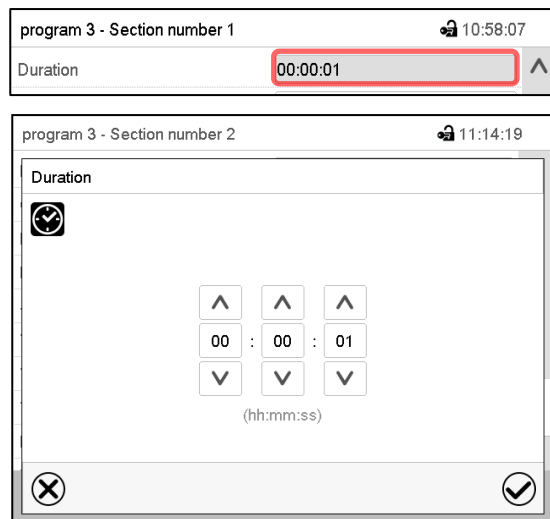 program 3 - Section number 1 10:58:07
Duration 00:00:01
program 3 - Section number 2 11:14:19
Duration
00 : 00 : 01
(hh:mm:ss)